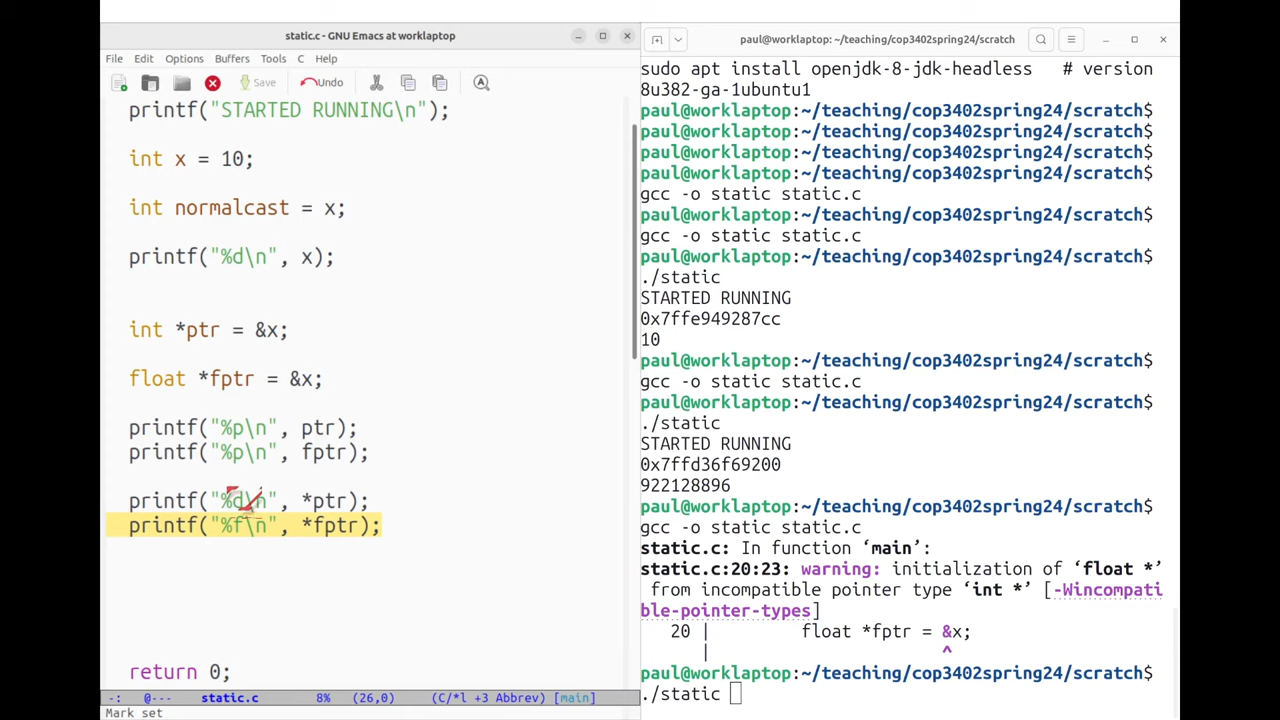 static.c - GNU Emacs at worklaptop
File Edit Options Buffers Tools C Help
Save Undo
printf("STARTED RUNNING\n");
int x = 10;
int normalcast = x;
printf("%d\n", x);
int *ptr = &x;
float *fptr = &x;
printf("%p\n", ptr);
printf("%p\n", fptr);
printf("%d\n", *ptr);
printf("%f\n", *fptr);
return 0;
-: @--- static.c 8% (26,0) (C/*l +3 Abbrev) [main]
Mark set
paul@worklaptop: ~/teaching/cop3402spring24/scratch
sudo apt install openjdk-8-jdk-headless # version
8u382-ga-1ubuntu1
paul@worklaptop:~/teaching/cop3402spring24/scratch$
paul@worklaptop:~/teaching/cop3402spring24/scratch$
paul@worklaptop:~/teaching/cop3402spring24/scratch$
paul@worklaptop:~/teaching/cop3402spring24/scratch$
gcc -o static static.c
paul@worklaptop:~/teaching/cop3402spring24/scratch$
gcc -o static static.c
paul@worklaptop:~/teaching/cop3402spring24/scratch$
./static
STARTED RUNNING
0x7ffe949287cc
10
paul@worklaptop:~/teaching/cop3402spring24/scratch$
gcc -o static static.c
paul@worklaptop:~/teaching/cop3402spring24/scratch$
./static
STARTED RUNNING
0x7ffd36f69200
922128896
paul@worklaptop:~/teaching/cop3402spring24/scratch$
gcc -o static static.c
static.c: In function ‘main’:
static.c:20:23: warning: initialization of ‘float *’
from incompatible pointer type ‘int *’ [-Wincompati
ble-pointer-types]
20 | float *fptr = &x;
| ^
paul@worklaptop:~/teaching/cop3402spring24/scratch$
./static